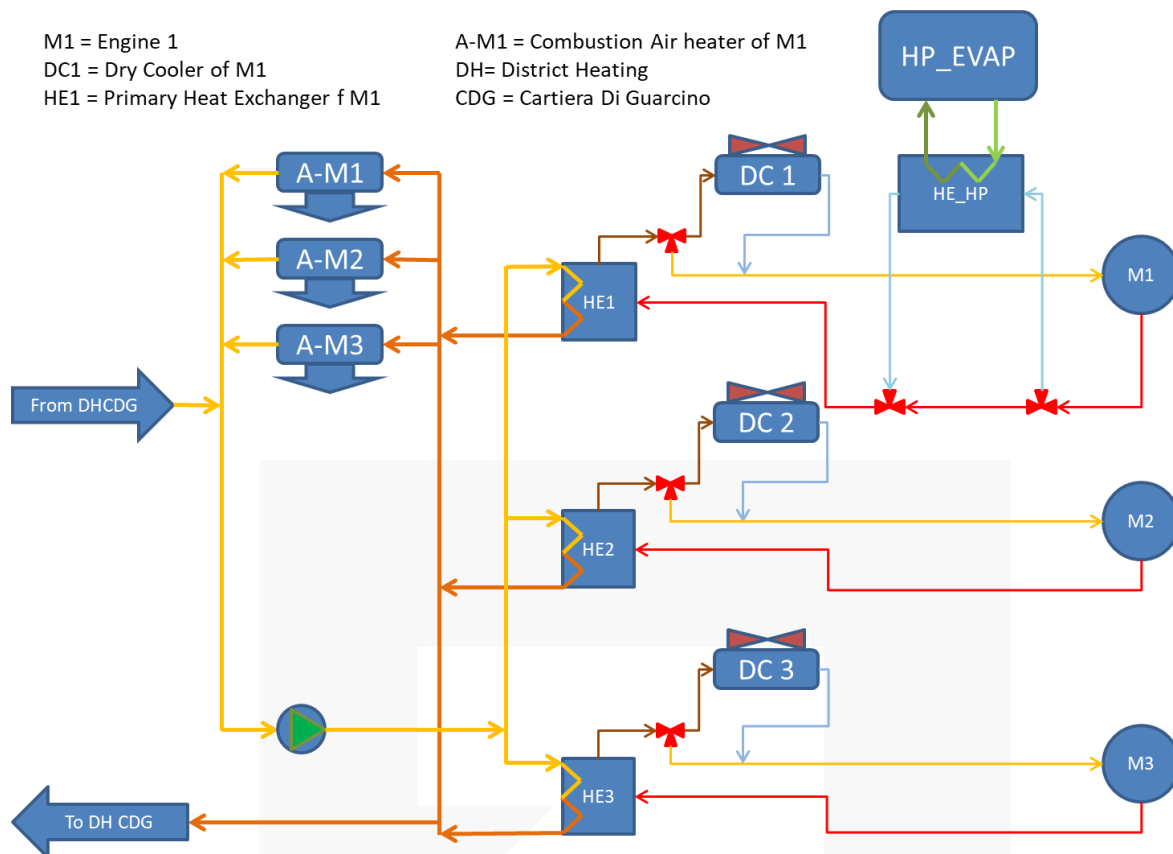 M1 = Engine 1
DC1 = Dry Cooler of M1
HE1 = Primary Heat Exchanger f M1
A-M1 = Combustion Air heater of M1
DH= District Heating
CDG = Cartiera Di Guarcino
HP_EVAP
HE_HP
A-M1
A-M2
A-M3
DC 1
HE1
M1
From DHCDG
DC 2
HE2
M2
DC 3
HE3
M3
To DH CDG